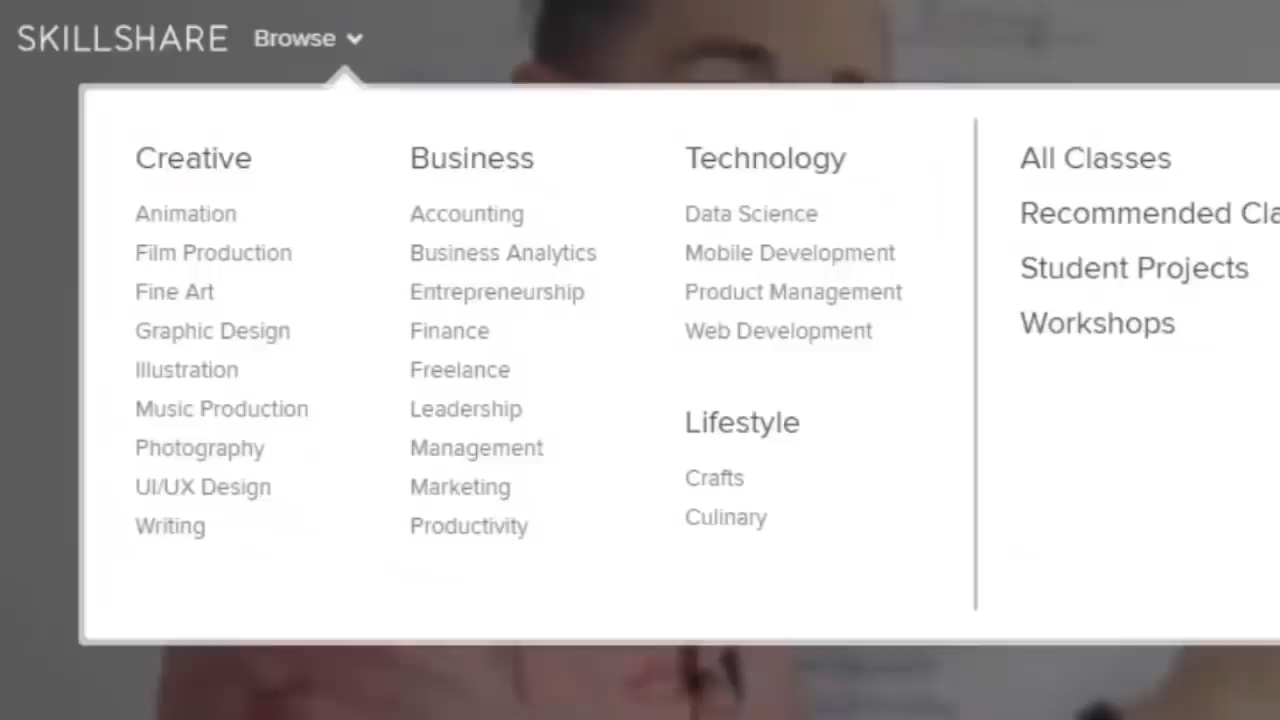 SKILLSHARE Browse
Creative
Animation
Film Production
Fine Art
Graphic Design
Illustration
Music Production
Photography
UI/UX Design
Writing
Business
Accounting
Business Analytics
Entrepreneurship
Finance
Freelance
Leadership
Management
Marketing
Productivity
Technology
Data Science
Mobile Development
Product Management
Web Development
Lifestyle
Crafts
Culinary
All Classes
Recommended Cla
Student Projects
Workshops